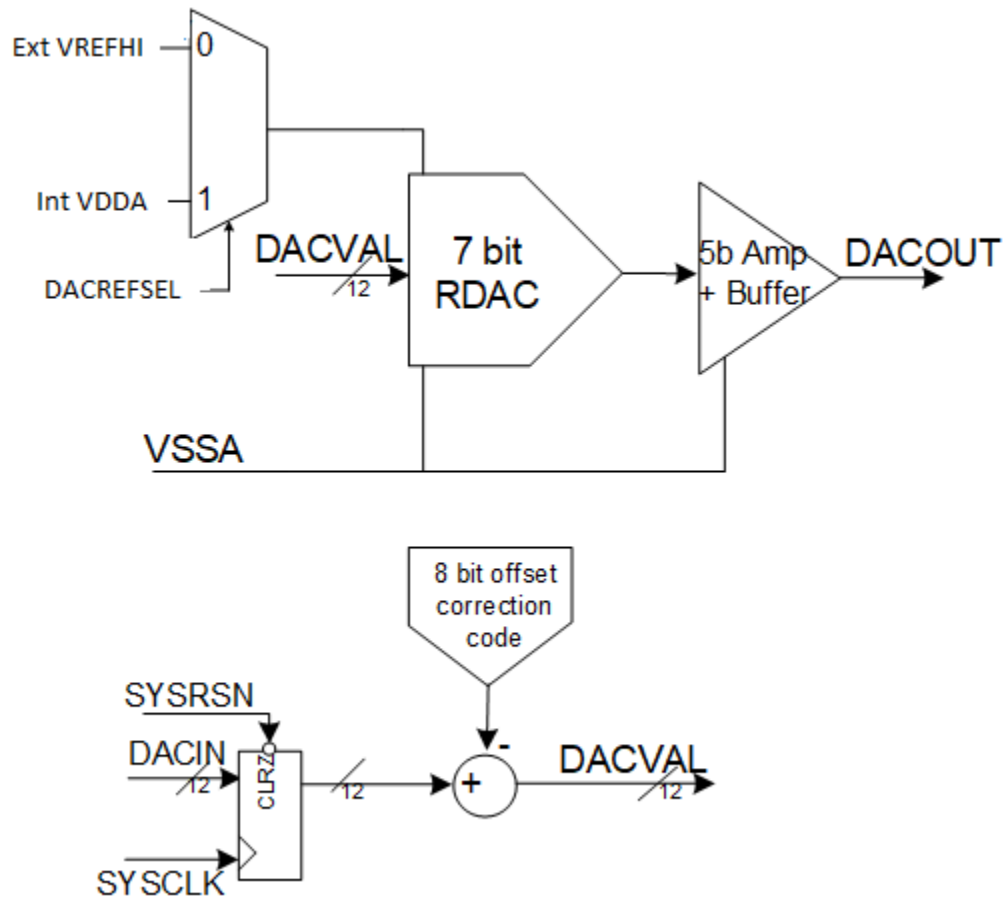 Ext VREFHI
0
Int VDDA
1
DACREFSEL
DACVAL
12
7 bit
RDAC
5b Amp
+ Buffer
DACOUT
VSSA
8 bit offset
correction
code
SYSRSN
DACIN
12
CLRZ
12
-
+
DACVAL
12
SYSCLK